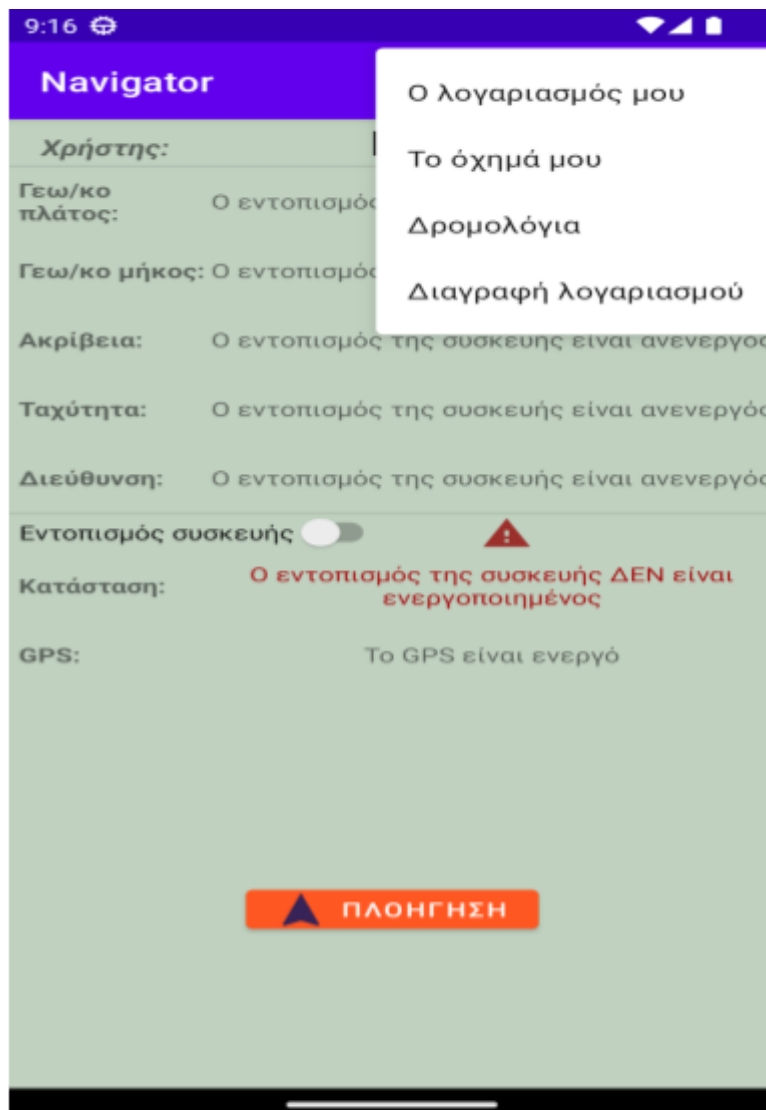 9:16
Navigator
Ο λογαριασμός μου
Το όχημά μου
Δρομολόγια
Διαγραφή λογαριασμού
Χρήστης:
Γεω/κο
πλάτος:
Ο εντοπισμός
Γεω/κο μήκος: Ο εντοπισμός
Ακρίβεια: Ο εντοπισμός της συσκευής είναι ανενεργός
Ταχύτητα: Ο εντοπισμός της συσκευής είναι ανενεργός
Διεύθυνση: Ο εντοπισμός της συσκευής είναι ανενεργός
Εντοπισμός συσκευής
Κατάσταση:
Ο εντοπισμός της συσκευής ΔΕΝ είναι
ενεργοποιημένος
GPS: Το GPS είναι ενεργό
ΠΛΟΗΓΗΣΗ